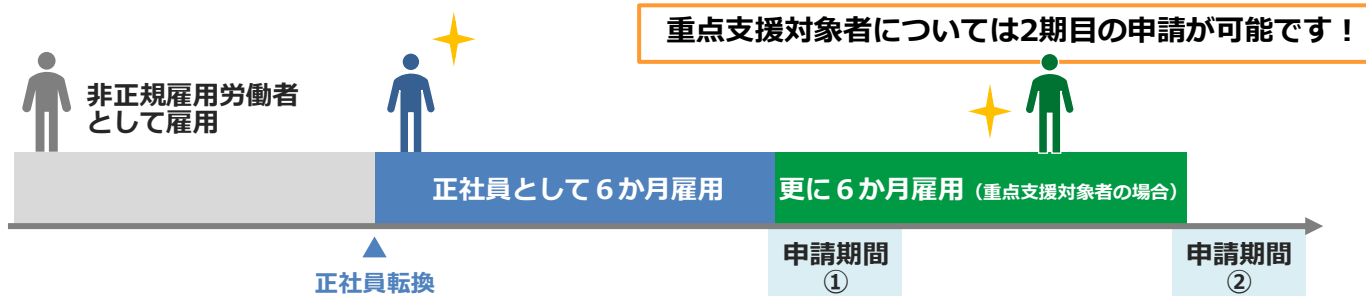 重点支援対象者については2期目の申請が可能です！
非正規雇用労働者
として雇用
正社員として６か月雇用
更に６か月雇用（重点支援対象者の場合）
正社員転換
申請期間
①
申請期間
②